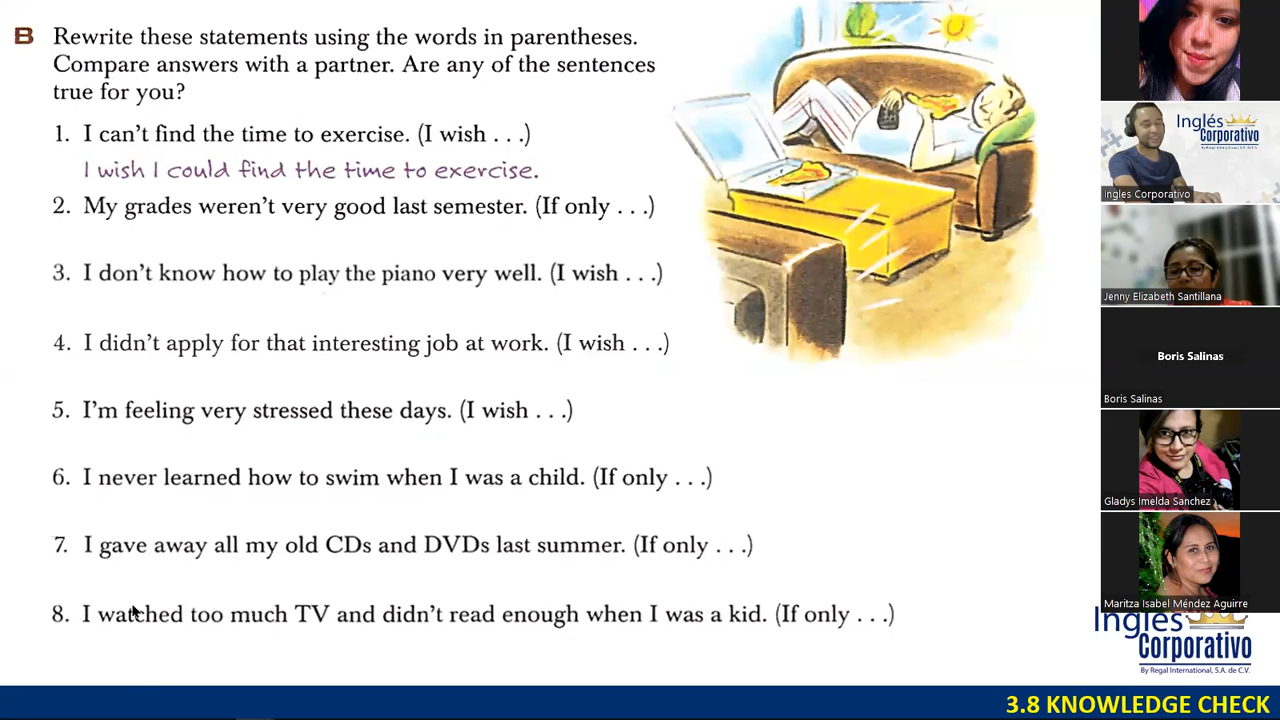 B Rewrite these statements using the words in parentheses.
Compare answers with a partner. Are any of the sentences
true for you?
1. I can't find the time to exercise. (I wish . . .)
I wish I could find the time to exercise.
2. My grades weren't very good last semester. (If only . . .)
3. I don't know how to play the piano very well. (I wish . . .)
4. I didn't apply for that interesting job at work. (I wish . . .)
5. I'm feeling very stressed these days. (I wish . . .)
6. I never learned how to swim when I was a child. (If only . . .)
7. I gave away all my old CDs and DVDs last summer. (If only . . .)
8. I watched too much TV and didn't read enough when I was a kid. (If only . . .)
Inglés
Corporativo
By Regal International, S.A. de C.V.
Ingles Corporativo
Jenny Elizabeth Santillana
Boris Salinas
Boris Salinas
Gladys Imelda Sanchez
Maritza Isabel Méndez Aguirre
Inglés
Corporativo
By Regal International, S.A. de C.V.
3.8 KNOWLEDGE CHECK